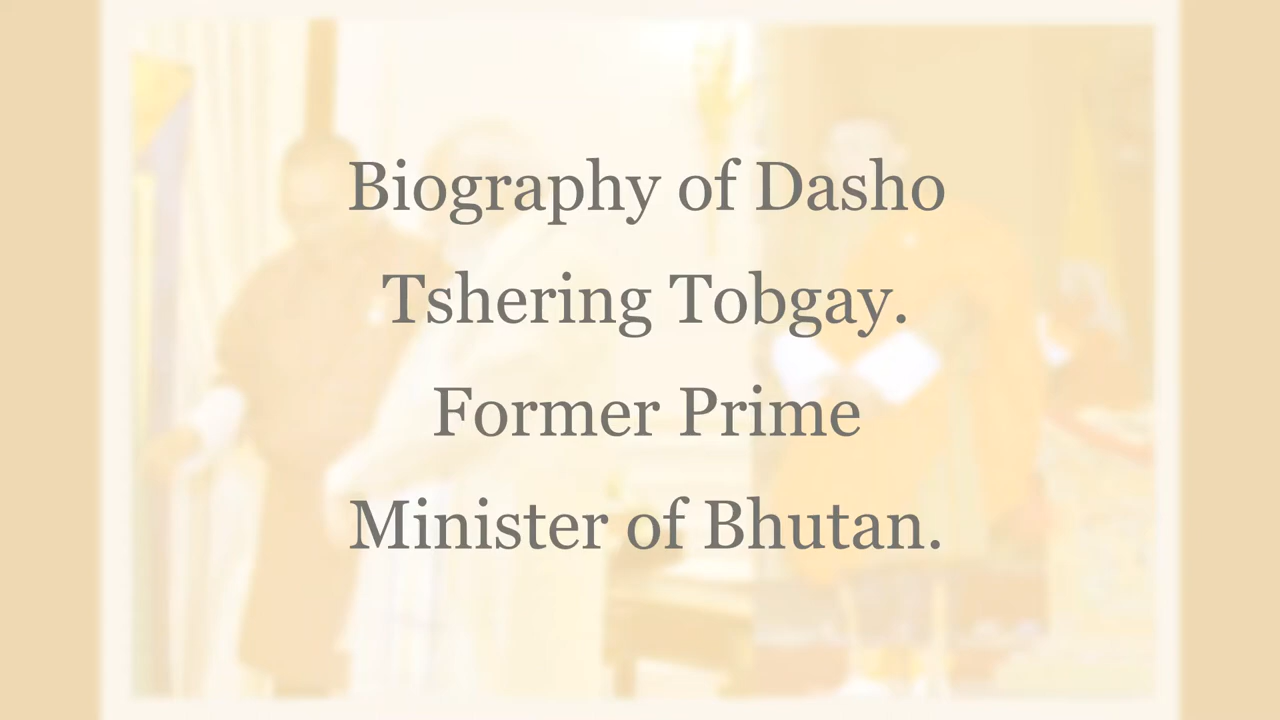 Biography of Dasho
Tshering Tobgay.
Former Prime
Minister of Bhutan.